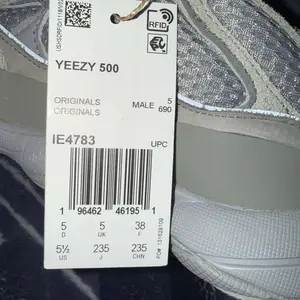 RFID
YEEZY 500
ORIGINALS MALE 5
ORIGINALS 690
IE4783 UPC
1 96462 46195 1
5 5 38
D UK F
5½ 235 235
US J CHN